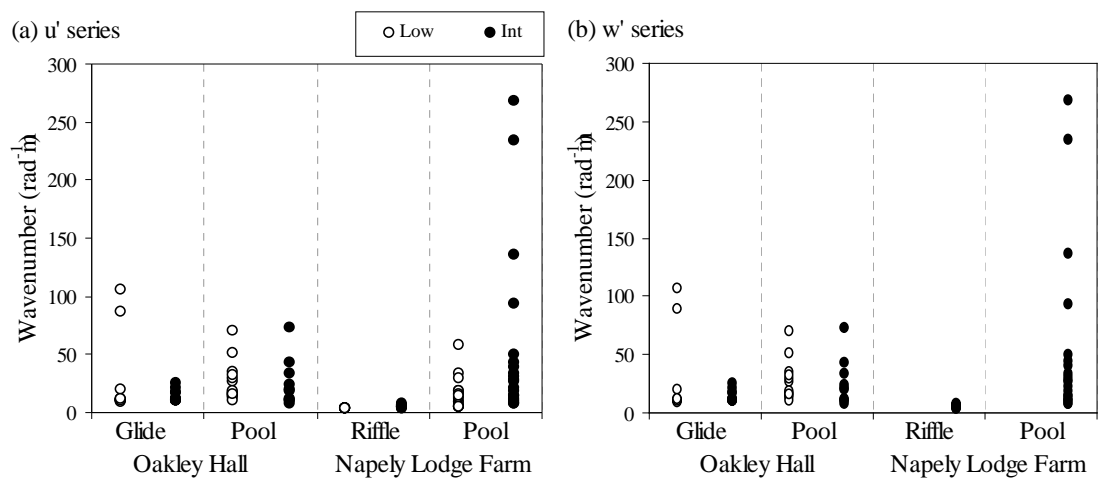 (a) u' series
Low Int
(b) w' series
300
250
200
150
100
50
0
Wavenumber (rad m⁻¹)
Glide Pool Riffle Pool
Oakley Hall Napely Lodge Farm
300
250
200
150
100
50
0
Wavenumber (rad m⁻¹)
Glide Pool Riffle Pool
Oakley Hall Napely Lodge Farm